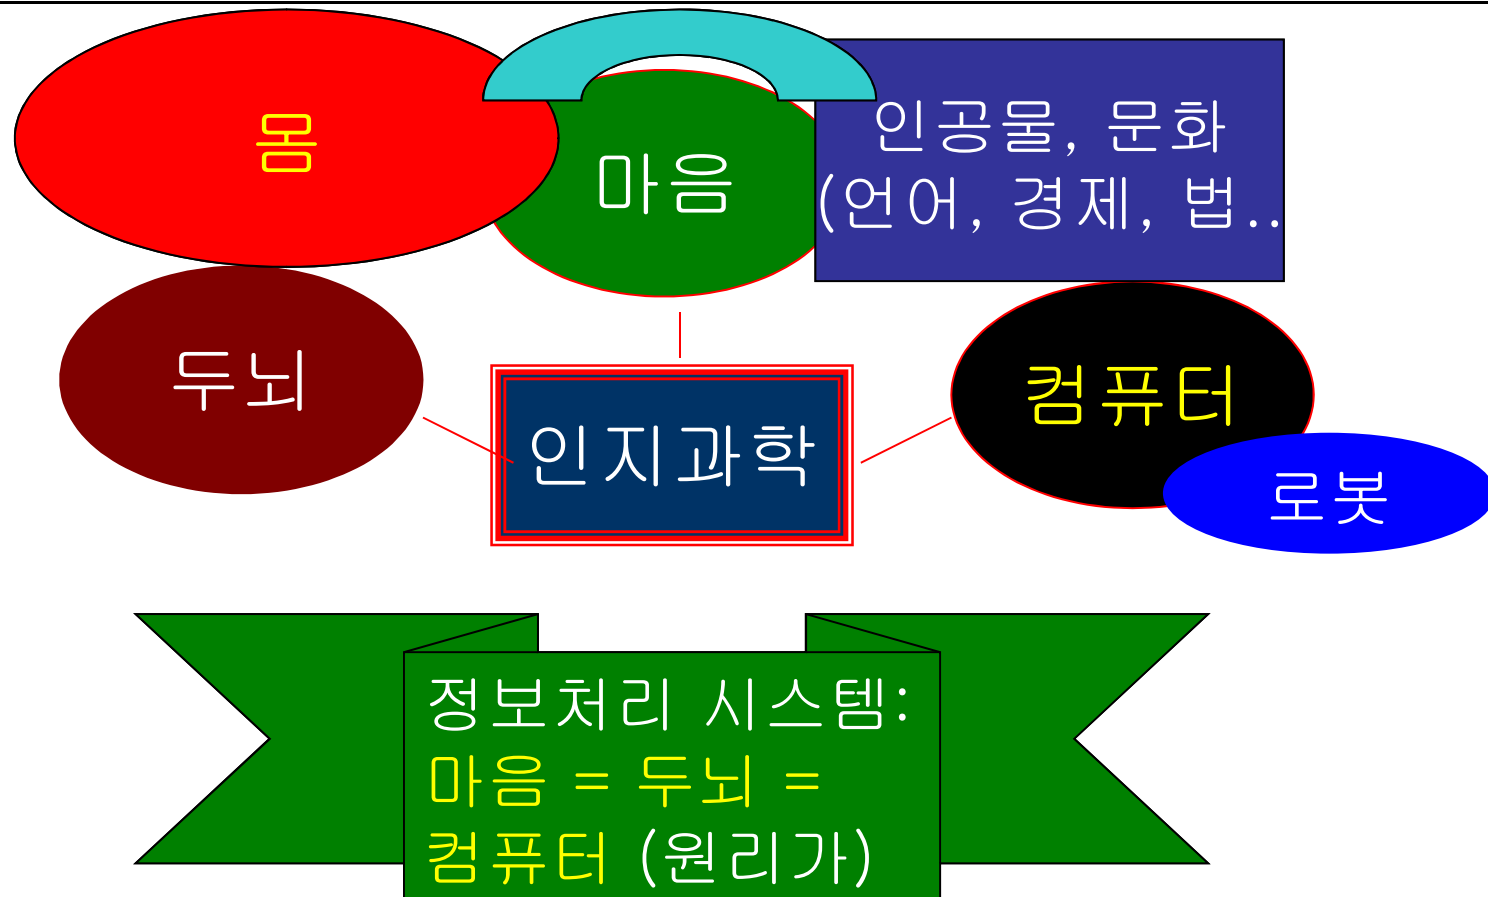 몸
마음
인공물, 문화
(언어, 경제, 법..
두뇌
인지과학
컴퓨터
로봇
정보처리 시스템:
마음 = 두뇌 =
컴퓨터 (원리가)